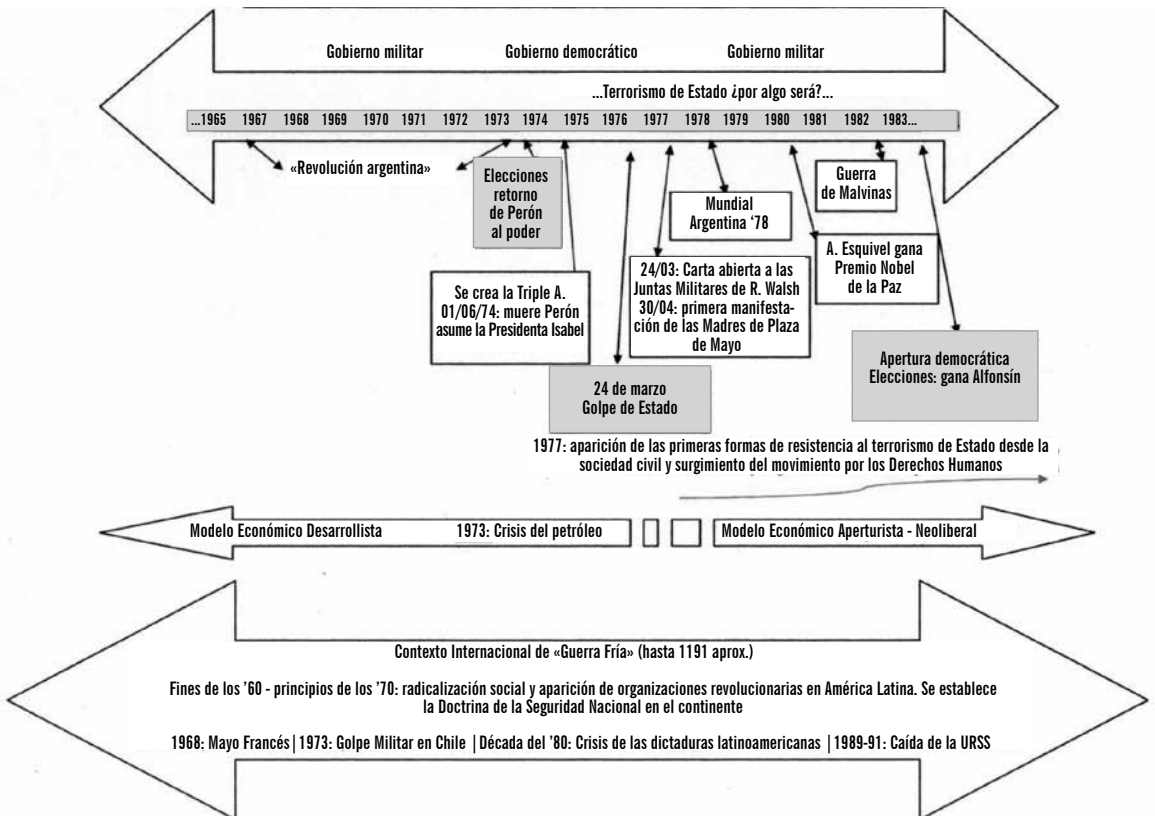 Gobierno militar Gobierno democrático Gobierno militar
...Terrorismo de Estado ¿por algo será?...
...1965 1967 1968 1969 1970 1971 1972 1973 1974 1975 1976 1977 1978 1979 1980 1981 1982 1983...
«Revolución argentina»
Elecciones
retorno
de Perón
al poder
Guerra
de Malvinas
Mundial
Argentina ‘78
A. Esquivel gana
Premio Nobel
de la Paz
24/03: Carta abierta a las
Juntas Militares de R. Walsh
30/04: primera manifesta-
ción de las Madres de Plaza
de Mayo
Se crea la Triple A.
01/06/74: muere Perón
asume la Presidenta Isabel
Apertura democrática
Elecciones: gana Alfonsín
24 de marzo
Golpe de Estado
1977: aparición de las primeras formas de resistencia al terrorismo de Estado desde la
sociedad civil y surgimiento del movimiento por los Derechos Humanos
Modelo Económico Desarrollista 1973: Crisis del petróleo Modelo Económico Aperturista - Neoliberal
Contexto Internacional de «Guerra Fría» (hasta 1191 aprox.)
Fines de los ’60 - principios de los ’70: radicalización social y aparición de organizaciones revolucionarias en América Latina. Se establece
la Doctrina de la Seguridad Nacional en el continente
1968: Mayo Francés | 1973: Golpe Militar en Chile | Década del ’80: Crisis de las dictaduras latinoamericanas | 1989-91: Caída de la URSS